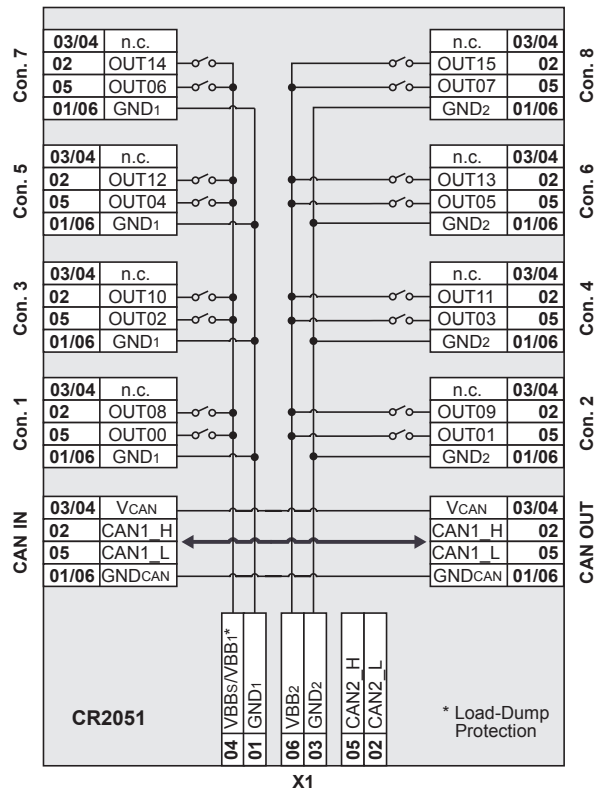 Con. 7
03/04 n.c.
02 OUT14
05 OUT06
01/06 GND1
Con. 8
n.c. 03/04
OUT15 02
OUT07 05
GND2 01/06
Con. 5
03/04 n.c.
02 OUT12
05 OUT04
01/06 GND1
Con. 6
n.c. 03/04
OUT13 02
OUT05 05
GND2 01/06
Con. 3
03/04 n.c.
02 OUT10
05 OUT02
01/06 GND1
Con. 4
n.c. 03/04
OUT11 02
OUT03 05
GND2 01/06
Con. 1
03/04 n.c.
02 OUT08
05 OUT00
01/06 GND1
Con. 2
n.c. 03/04
OUT09 02
OUT01 05
GND2 01/06
CAN IN
03/04 VCAN
02 CAN1_H
05 CAN1_L
01/06 GNDCAN
CAN OUT
VCAN 03/04
CAN1_H 02
CAN1_L 05
GNDCAN 01/06
CR2051
04 VBBS/VBB1*
01 GND1
06 VBB2
03 GND2
05 CAN2_H
02 CAN2_L
* Load-Dump
Protection
X1